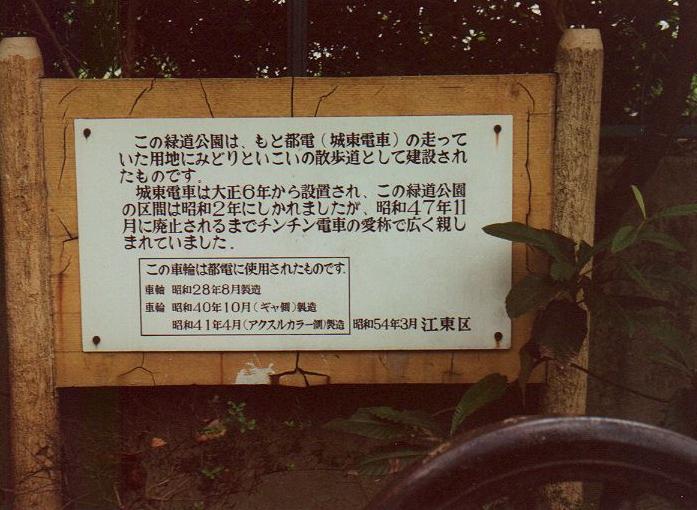 この緑道公園は、もと都電（城東電車）の走って
いた用地にみどりといこいの散歩道として建設され
たものです。
城東電車は大正6年から設置され、この緑道公園
の区間は昭和2年にしかれましたが、昭和47年11
月に廃止されるまでチンチン電車の愛称で広く親し
まれていました．
この車輪は都電に使用されたものです.
車輪 昭和28年8月製造
車輪 昭和40年10月（ギャ側）製造
昭和41年4月（アクスルカラー側）製造
昭和54年3月 江東区